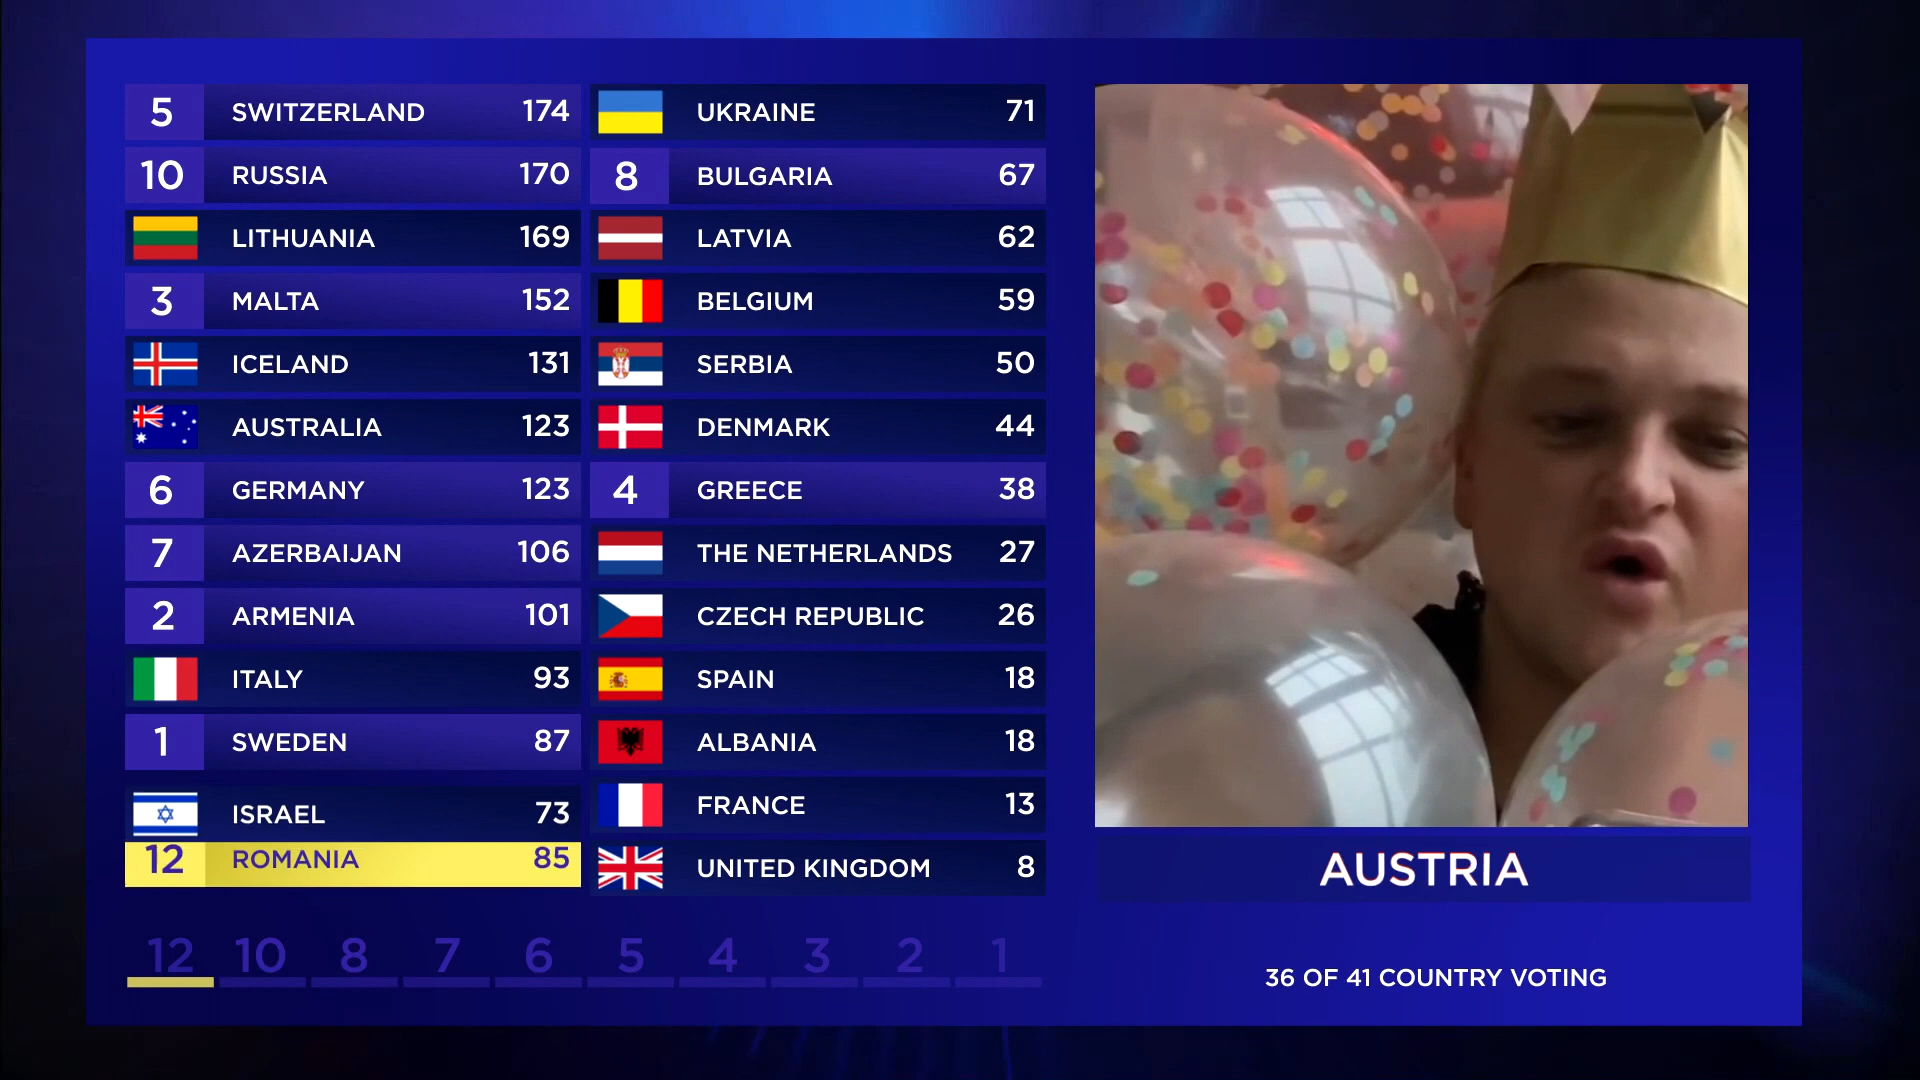 5 SWITZERLAND 174
10 RUSSIA 170
LITHUANIA 169
3 MALTA 152
ICELAND 131
AUSTRALIA 123
6 GERMANY 123
7 AZERBAIJAN 106
2 ARMENIA 101
ITALY 93
1 SWEDEN 87
ISRAEL 73
12 ROMANIA 85
UKRAINE 71
8 BULGARIA 67
LATVIA 62
BELGIUM 59
SERBIA 50
DENMARK 44
4 GREECE 38
THE NETHERLANDS 27
CZECH REPUBLIC 26
SPAIN 18
ALBANIA 18
FRANCE 13
UNITED KINGDOM 8
12 10 8 7 6 5 4 3 2 1
AUSTRIA
36 OF 41 COUNTRY VOTING